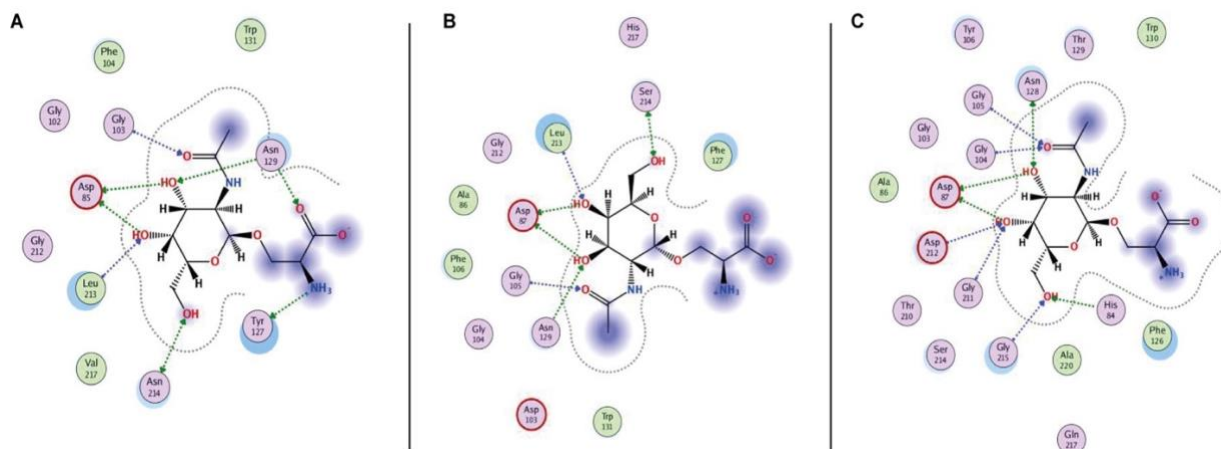 A
Trp
131
Phe
104
Gly
102
Gly
103
Asn
129
O
HO
NH
Asp
85
O
HO
H
H
H
O
O
O-
Gly
212
H
H
Leu
213
NH3
+
OH
Tyr
127
Val
217
Asn
214
B
His
217
Ser
214
Leu
213
Gly
212
Phe
127
OH
Ala
86
HO
H
Asp
87
H
O
O
HO
H
O
O-
Phe
106
H
H
Gly
105
O
NH
+NH3
Gly
104
Asn
129
Asp
103
Trp
131
C
Tyr
106
Thr
129
Trp
130
Asn
128
Gly
105
Gly
103
Gly
104
O
NH
Ala
86
Asp
87
HO
O-
HO
H
O
O
Asp
212
H
H
O
H
NH3
+
Gly
211
Thr
210
OH
His
84
Phe
126
Ser
214
Gly
215
Ala
220
Gln
217